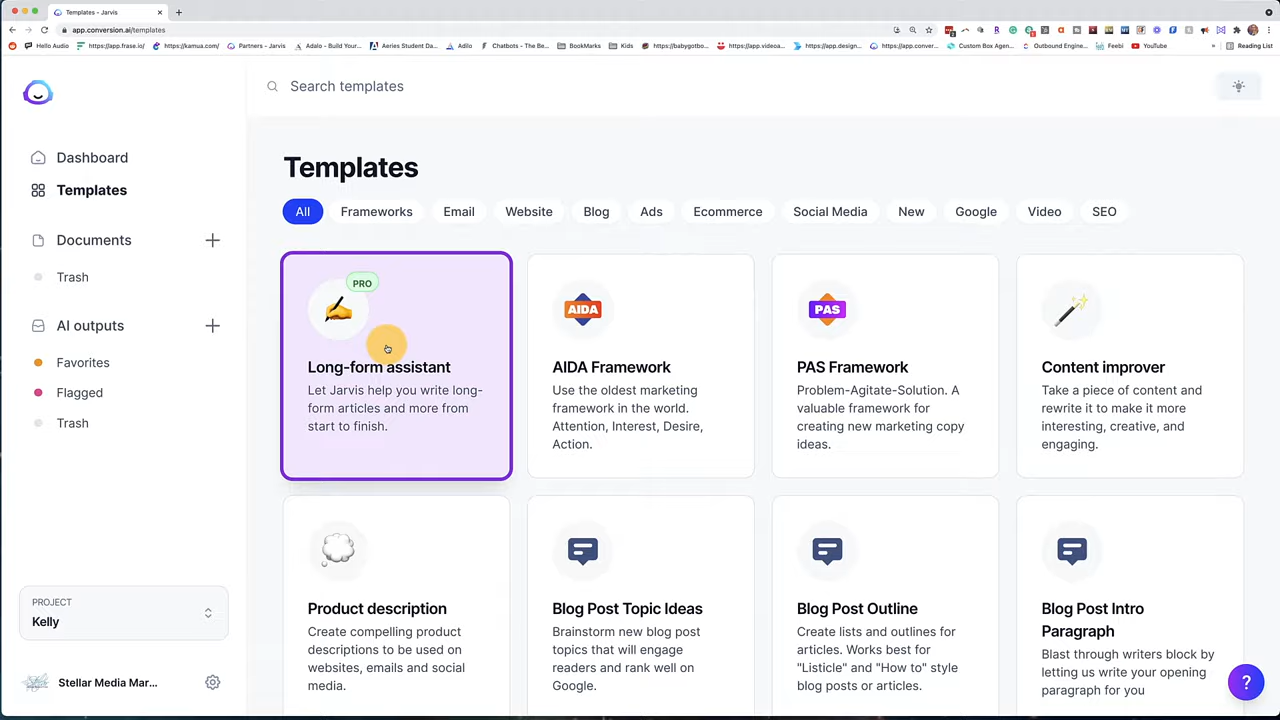 Templates - Jarvis
app.conversion.ai/templates
Hello Audio
https://app.frase.io/
https://kamua.com/
Partners - Jarvis
Adalo - Build Your...
Aeries Student Da...
Adilo
Chatbots - The Be...
BookMarks
Kids
https://babygotbo...
https://app.videoa...
https://app.design...
https://app.conver...
Custom Box Agen...
Outbound Engine...
Feebi
YouTube
Reading List
Search templates
Dashboard
Templates
Documents
Trash
AI outputs
Favorites
Flagged
Trash
PROJECT
Kelly
Stellar Media Mar...
Templates
All Frameworks Email Website Blog Ads Ecommerce Social Media New Google Video SEO
PRO
Long-form assistant
Let Jarvis help you write long-
form articles and more from
start to finish.
AIDA
AIDA Framework
Use the oldest marketing
framework in the world.
Attention, Interest, Desire,
Action.
PAS
PAS Framework
Problem-Agitate-Solution. A
valuable framework for
creating new marketing copy
ideas.
Content improver
Take a piece of content and
rewrite it to make it more
interesting, creative, and
engaging.
Product description
Create compelling product
descriptions to be used on
websites, emails and social
media.
Blog Post Topic Ideas
Brainstorm new blog post
topics that will engage
readers and rank well on
Google.
Blog Post Outline
Create lists and outlines for
articles. Works best for
"Listicle" and "How to" style
blog posts or articles.
Blog Post Intro
Paragraph
Blast through writers block by
letting us write your opening
paragraph for you
?